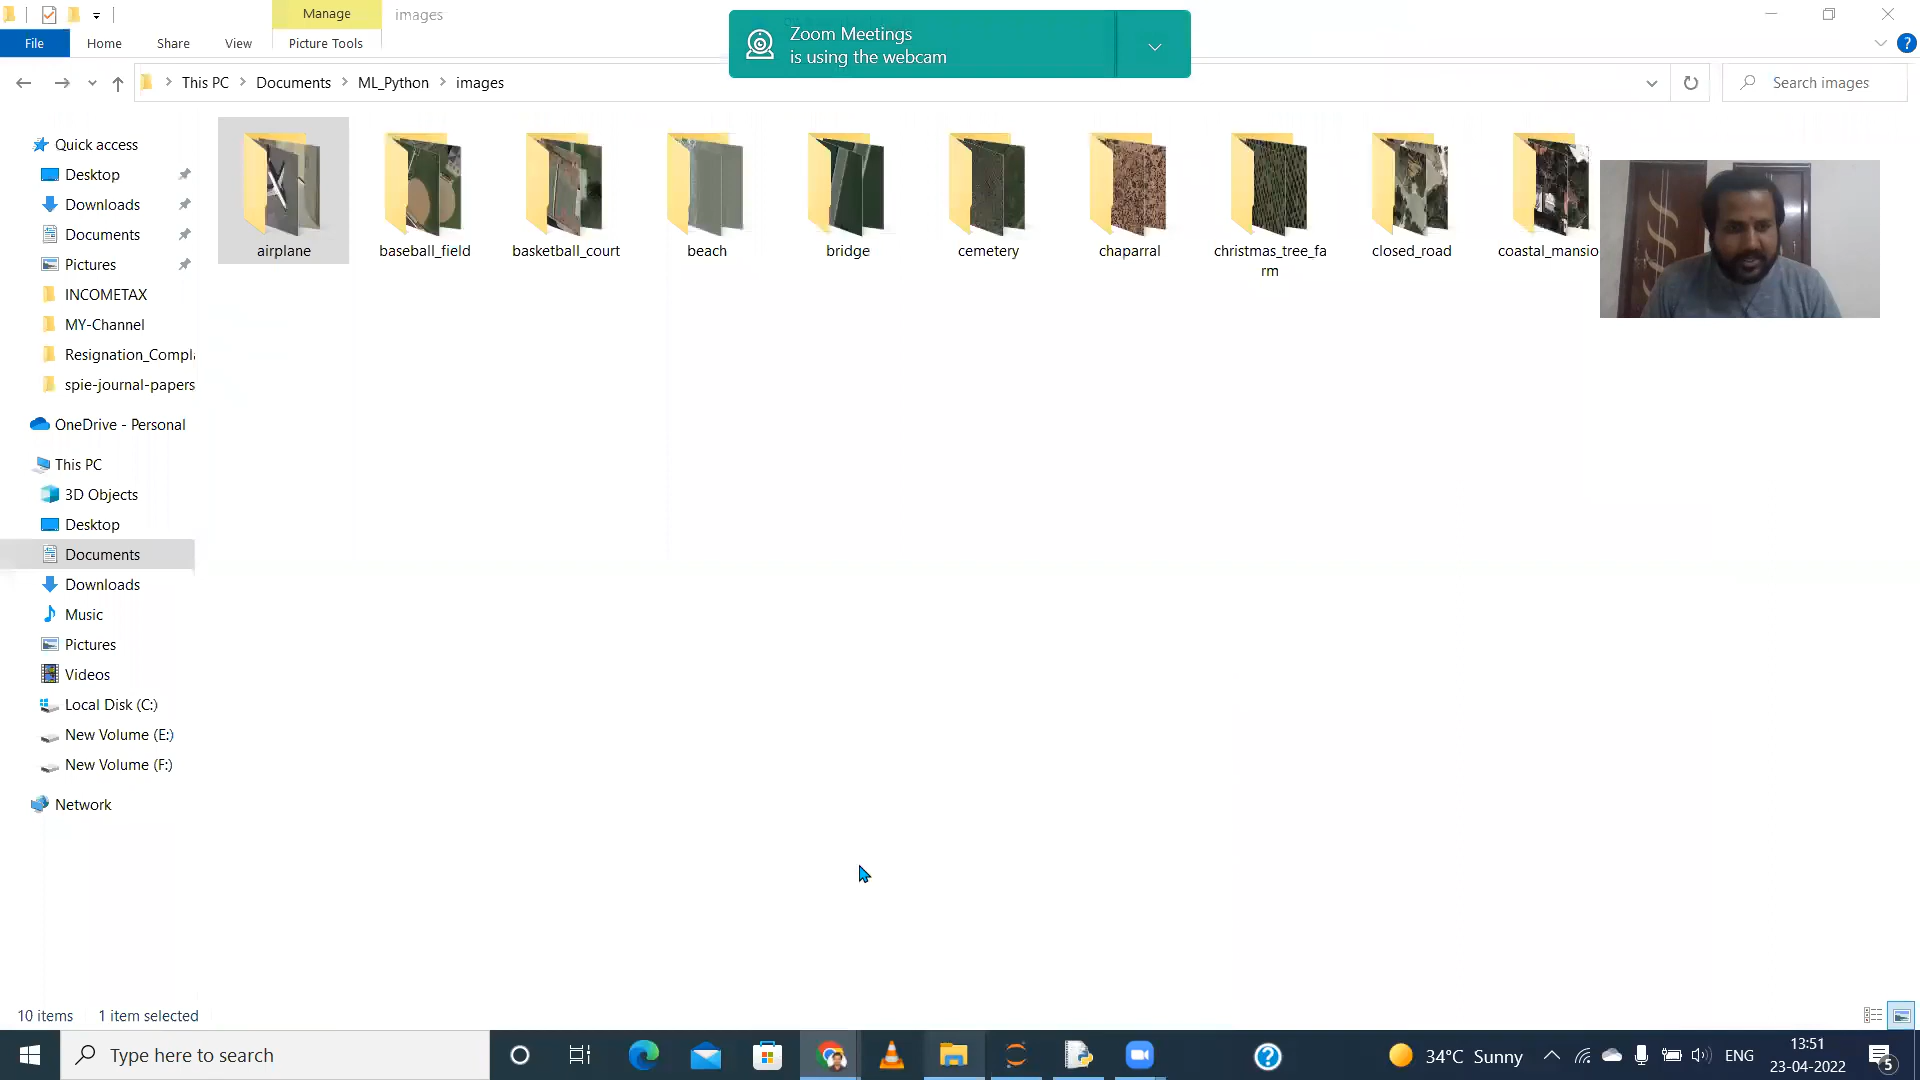 Manage
images
File
Home
Share
View
Picture Tools
Zoom Meetings
is using the webcam
This PC
Documents
ML_Python
images
Search images
Quick access
Desktop
Downloads
Documents
Pictures
INCOMETAX
MY-Channel
Resignation_Compl
spie-journal-papers
OneDrive - Personal
This PC
3D Objects
Desktop
Documents
Downloads
Music
Pictures
Videos
Local Disk (C:)
New Volume (E:)
New Volume (F:)
Network
airplane
baseball_field
basketball_court
beach
bridge
cemetery
chaparral
christmas_tree_fa
rm
closed_road
coastal_mansio
10 items
1 item selected
Type here to search
34°C Sunny
ENG
13:51
23-04-2022
5